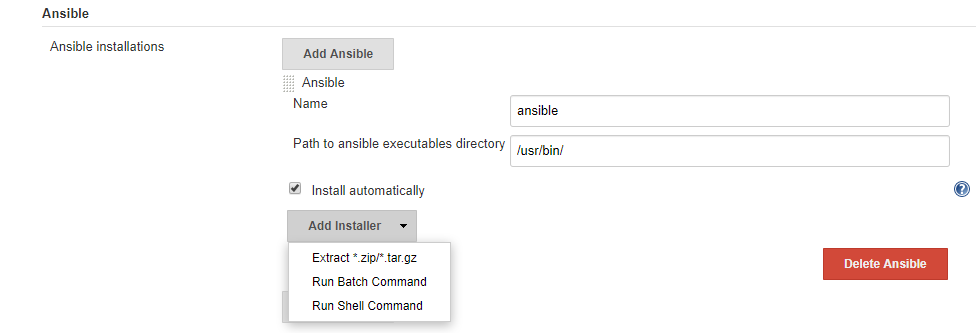 Ansible
Ansible installations
Add Ansible
Ansible
Name
ansible
Path to ansible executables directory
/usr/bin/
Install automatically
?
Add Installer
Extract *.zip/*.tar.gz
Run Batch Command
Run Shell Command
Delete Ansible